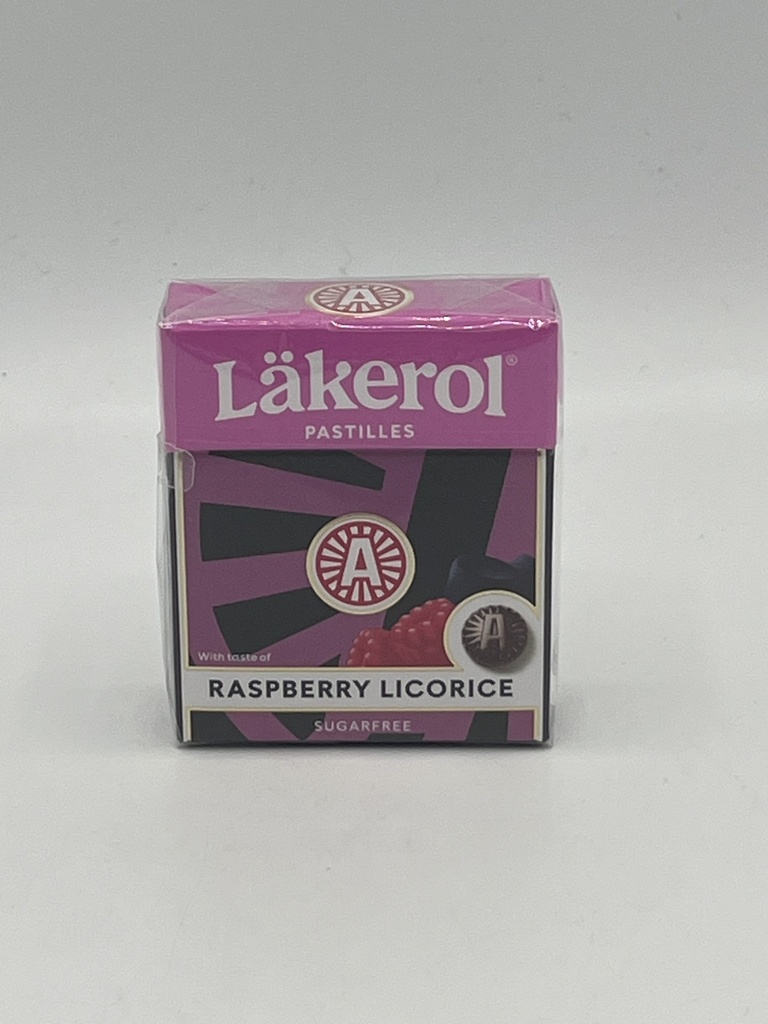 A
Läkerol®
PASTILLES
A
A
With taste of
RASPBERRY LICORICE
SUGARFREE